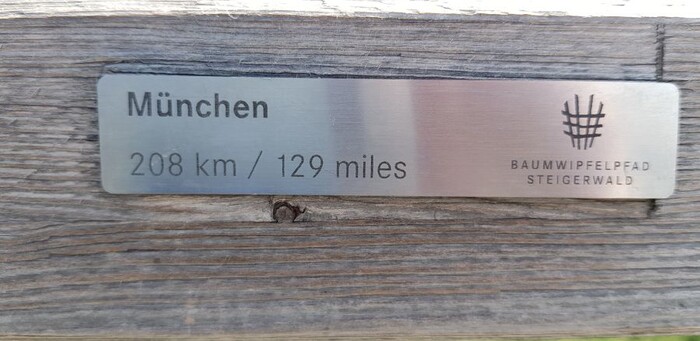 München
208 km / 129 miles
BAUMWIPFELPFAD
STEIGERWALD